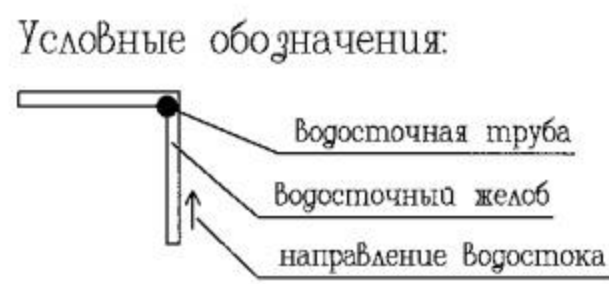 Условные обозначения:
водосточная труба
водосточный желоб
направление водостока